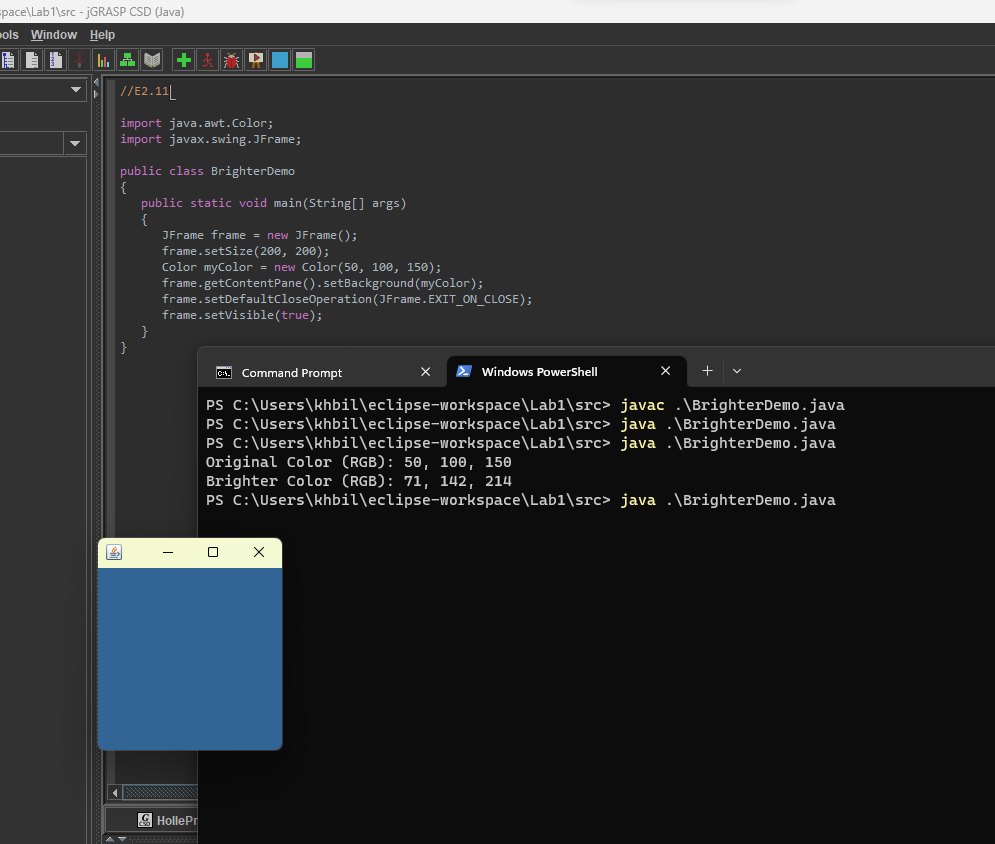 space\Lab1\src - jGRASP CSD (Java)
ools Window Help
//E2.11
import java.awt.Color;
import javax.swing.JFrame;
public class BrighterDemo
{
public static void main(String[] args)
{
JFrame frame = new JFrame();
frame.setSize(200, 200);
Color myColor = new Color(50, 100, 150);
frame.getContentPane().setBackground(myColor);
frame.setDefaultCloseOperation(JFrame.EXIT_ON_CLOSE);
frame.setVisible(true);
}
}
Command Prompt
Windows PowerShell
PS C:\Users\khbil\eclipse-workspace\Lab1\src> javac .\BrighterDemo.java
PS C:\Users\khbil\eclipse-workspace\Lab1\src> java .\BrighterDemo.java
PS C:\Users\khbil\eclipse-workspace\Lab1\src> java .\BrighterDemo.java
Original Color (RGB): 50, 100, 150
Brighter Color (RGB): 71, 142, 214
PS C:\Users\khbil\eclipse-workspace\Lab1\src> java .\BrighterDemo.java
HollePr